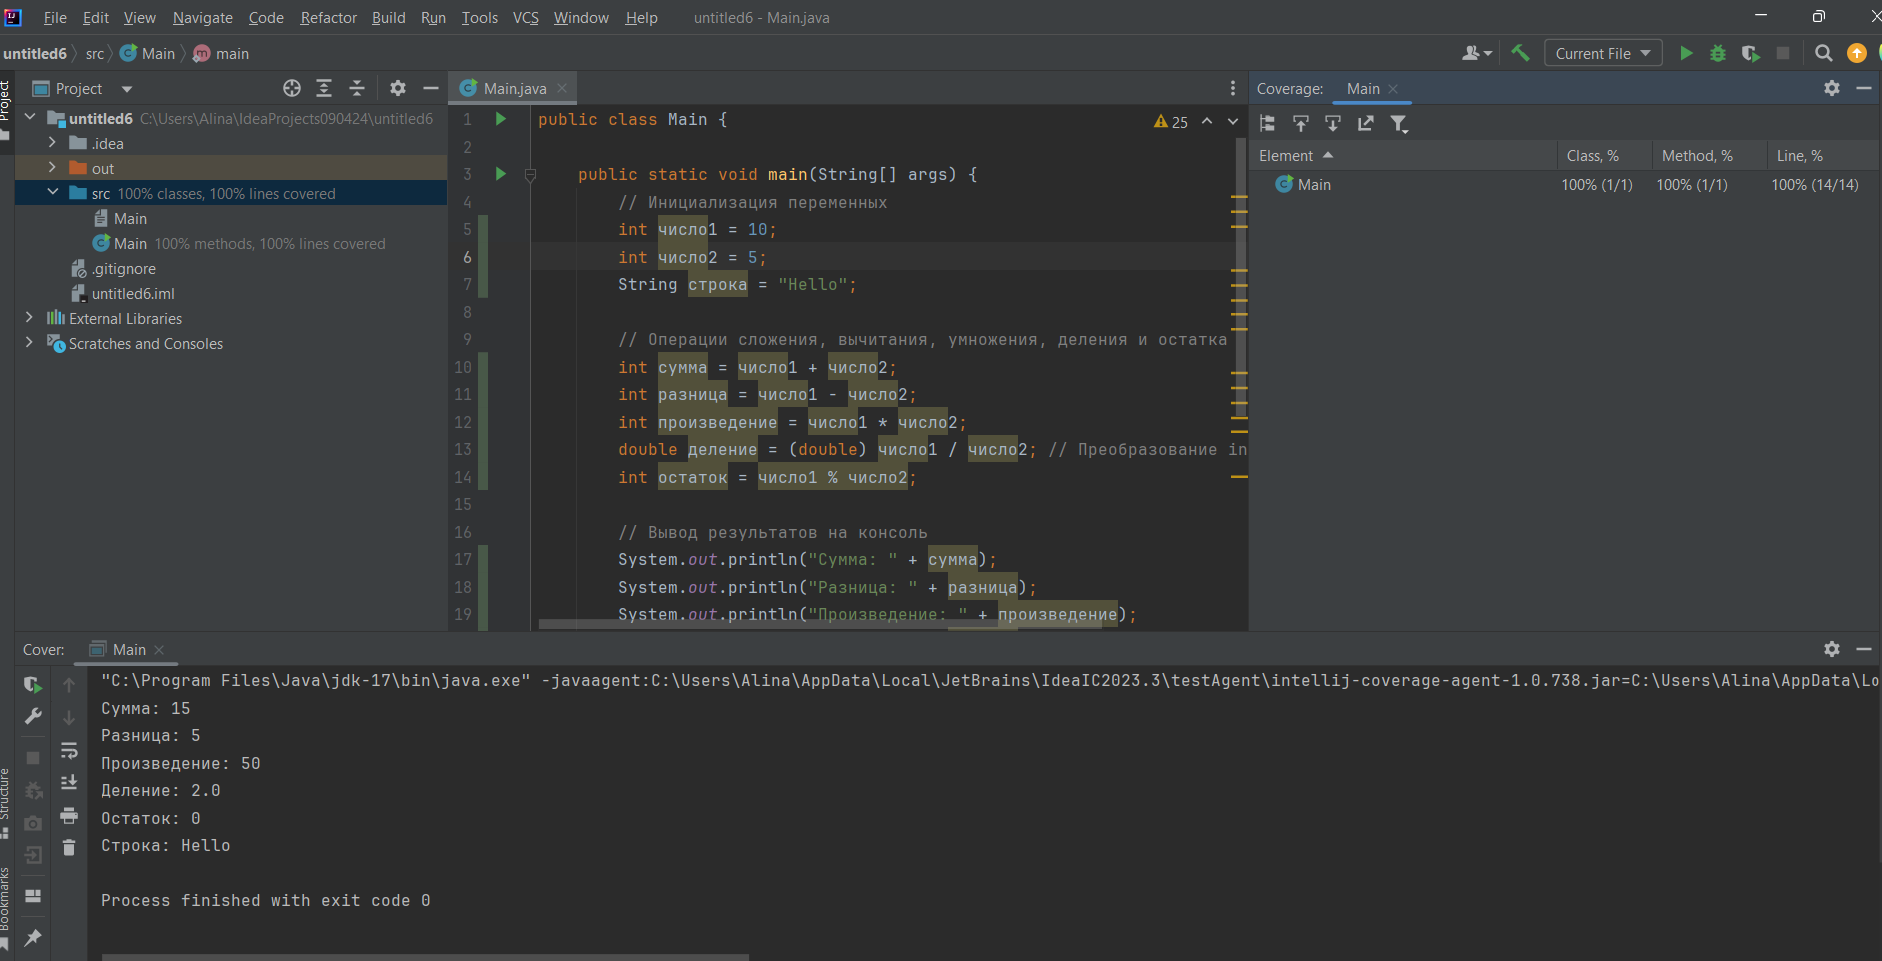 File Edit View Navigate Code Refactor Build Run Tools VCS Window Help untitled6 - Main.java
untitled6 src Main main
Current File
Project
Project
untitled6 C:\Users\Alina\IdeaProjects090424\untitled6
.idea
out
src 100% classes, 100% lines covered
Main
Main 100% methods, 100% lines covered
.gitignore
untitled6.iml
External Libraries
Scratches and Consoles
Main.java
25
1 public class Main {
2
3 public static void main(String[] args) {
4 // Инициализация переменных
5 int число1 = 10;
6 int число2 = 5;
7 String строка = "Hello";
8
9 // Операции сложения, вычитания, умножения, деления и остатка
10 int сумма = число1 + число2;
11 int разница = число1 - число2;
12 int произведение = число1 * число2;
13 double деление = (double) число1 / число2; // Преобразование in
14 int остаток = число1 % число2;
15
16 // Вывод результатов на консоль
17 System.out.println("Сумма: " + сумма);
18 System.out.println("Разница: " + разница);
19 System.out.println("Произведение: " + произведение);
Coverage: Main
Element Class, % Method, % Line, %
Main 100% (1/1) 100% (1/1) 100% (14/14)
Cover: Main
"C:\Program Files\Java\jdk-17\bin\java.exe" -javaagent:C:\Users\Alina\AppData\Local\JetBrains\IdeaIC2023.3\testAgent\intellij-coverage-agent-1.0.738.jar=C:\Users\Alina\AppData\Lo
Сумма: 15
Разница: 5
Произведение: 50
Деление: 2.0
Остаток: 0
Строка: Hello
Process finished with exit code 0
Structure
Bookmarks